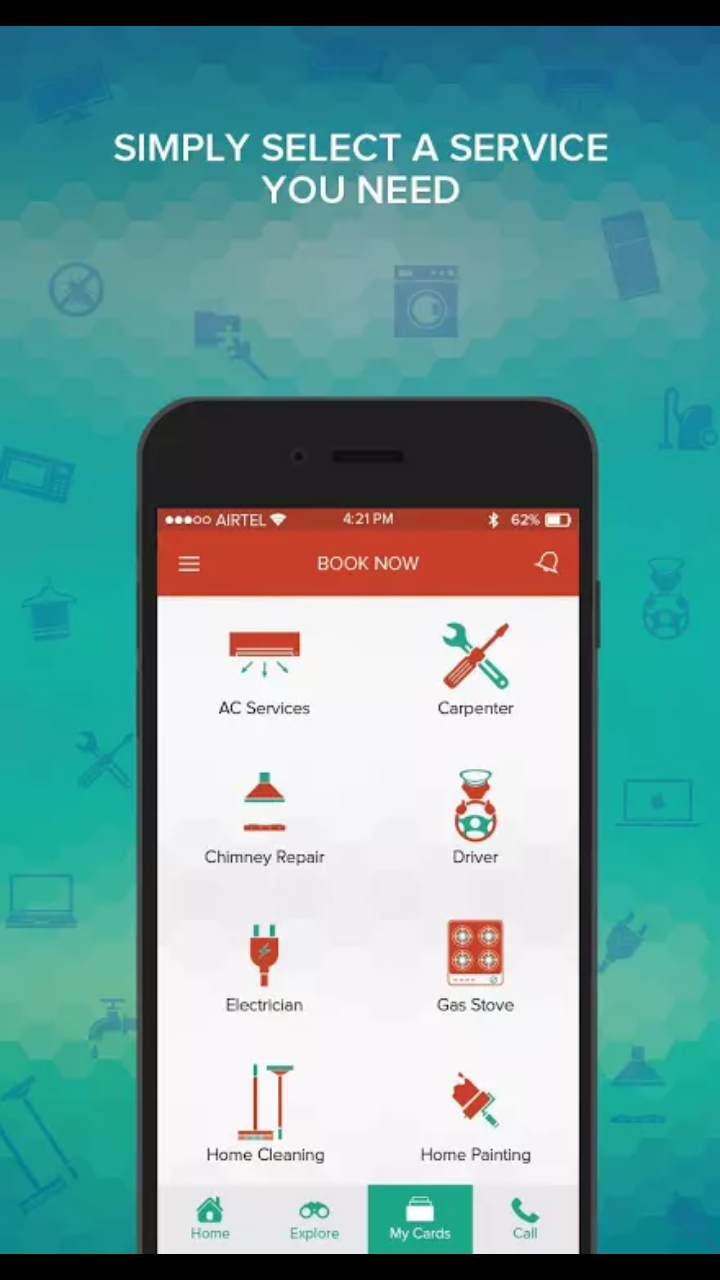 SIMPLY SELECT A SERVICE
YOU NEED
AIRTEL 4:21 PM 62%
BOOK NOW
AC Services Carpenter
Chimney Repair Driver
Electrician Gas Stove
Home Cleaning Home Painting
Home Explore My Cards Call